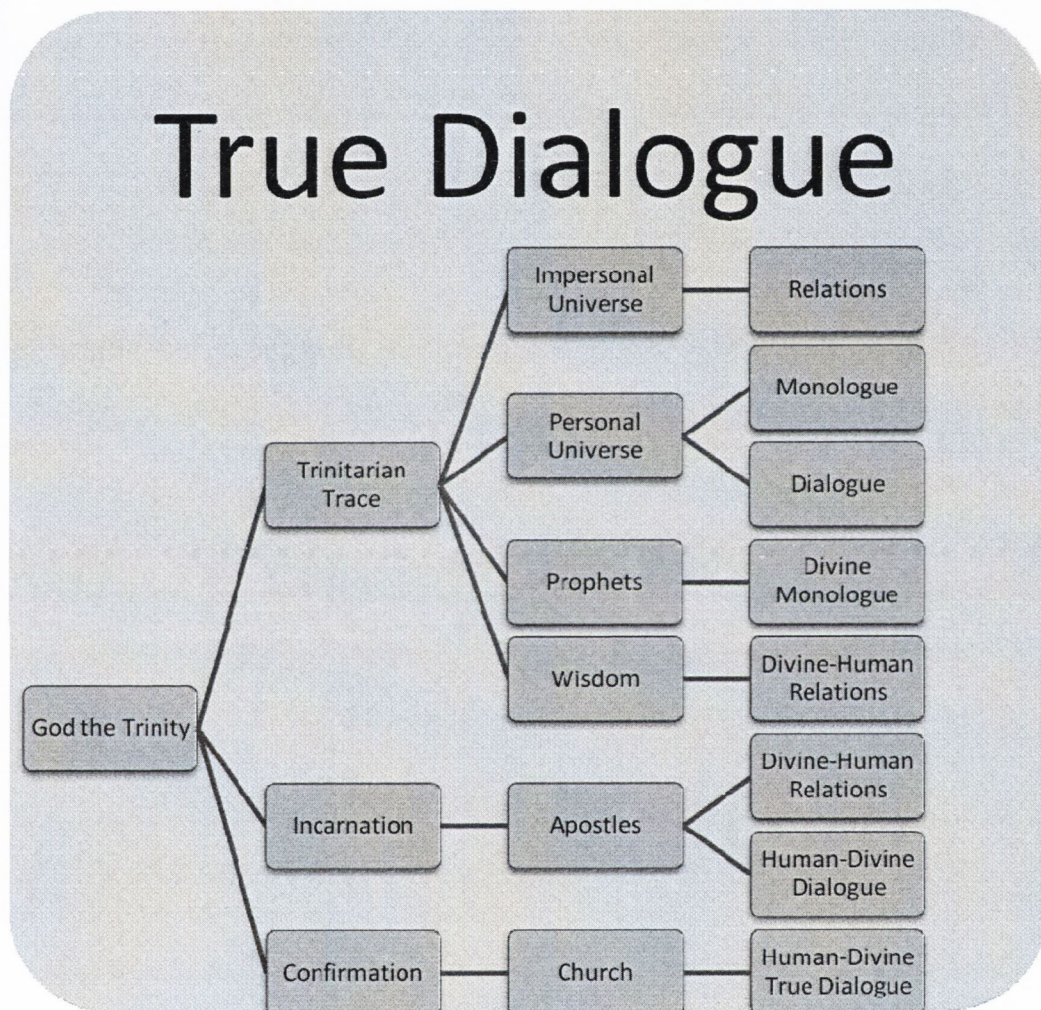 True Dialogue
Impersonal
Universe
Relations
Monologue
Personal
Universe
Trinitarian
Trace
Dialogue
Prophets
Divine
Monologue
Wisdom
Divine-Human
Relations
God the Trinity
Divine-Human
Relations
Incarnation
Apostles
Human-Divine
Dialogue
Confirmation
Church
Human-Divine
True Dialogue